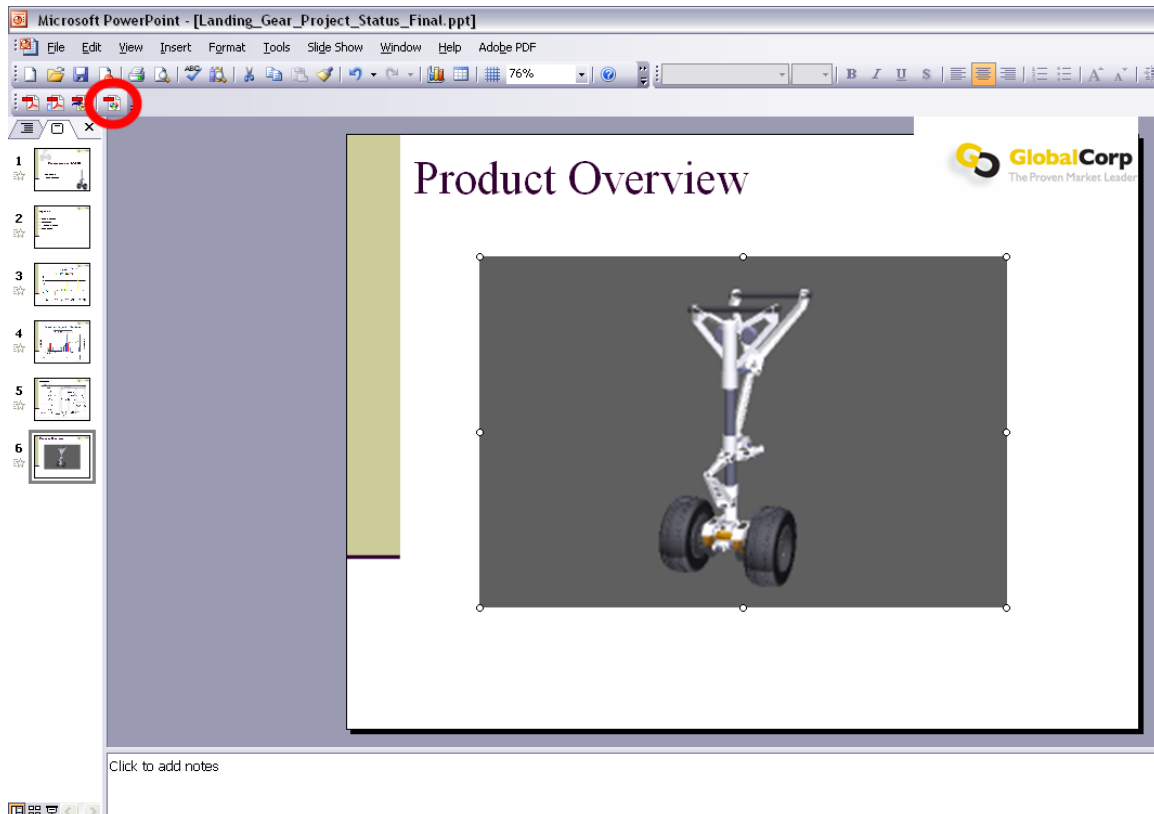 Microsoft PowerPoint - [Landing_Gear_Project_Status_Final.ppt]
File Edit View Insert Format Tools Slide Show Window Help Adobe PDF
76%
B I U S
1
2
3
4
5
6
Product Overview
GlobalCorp
The Proven Market Leader
Click to add notes